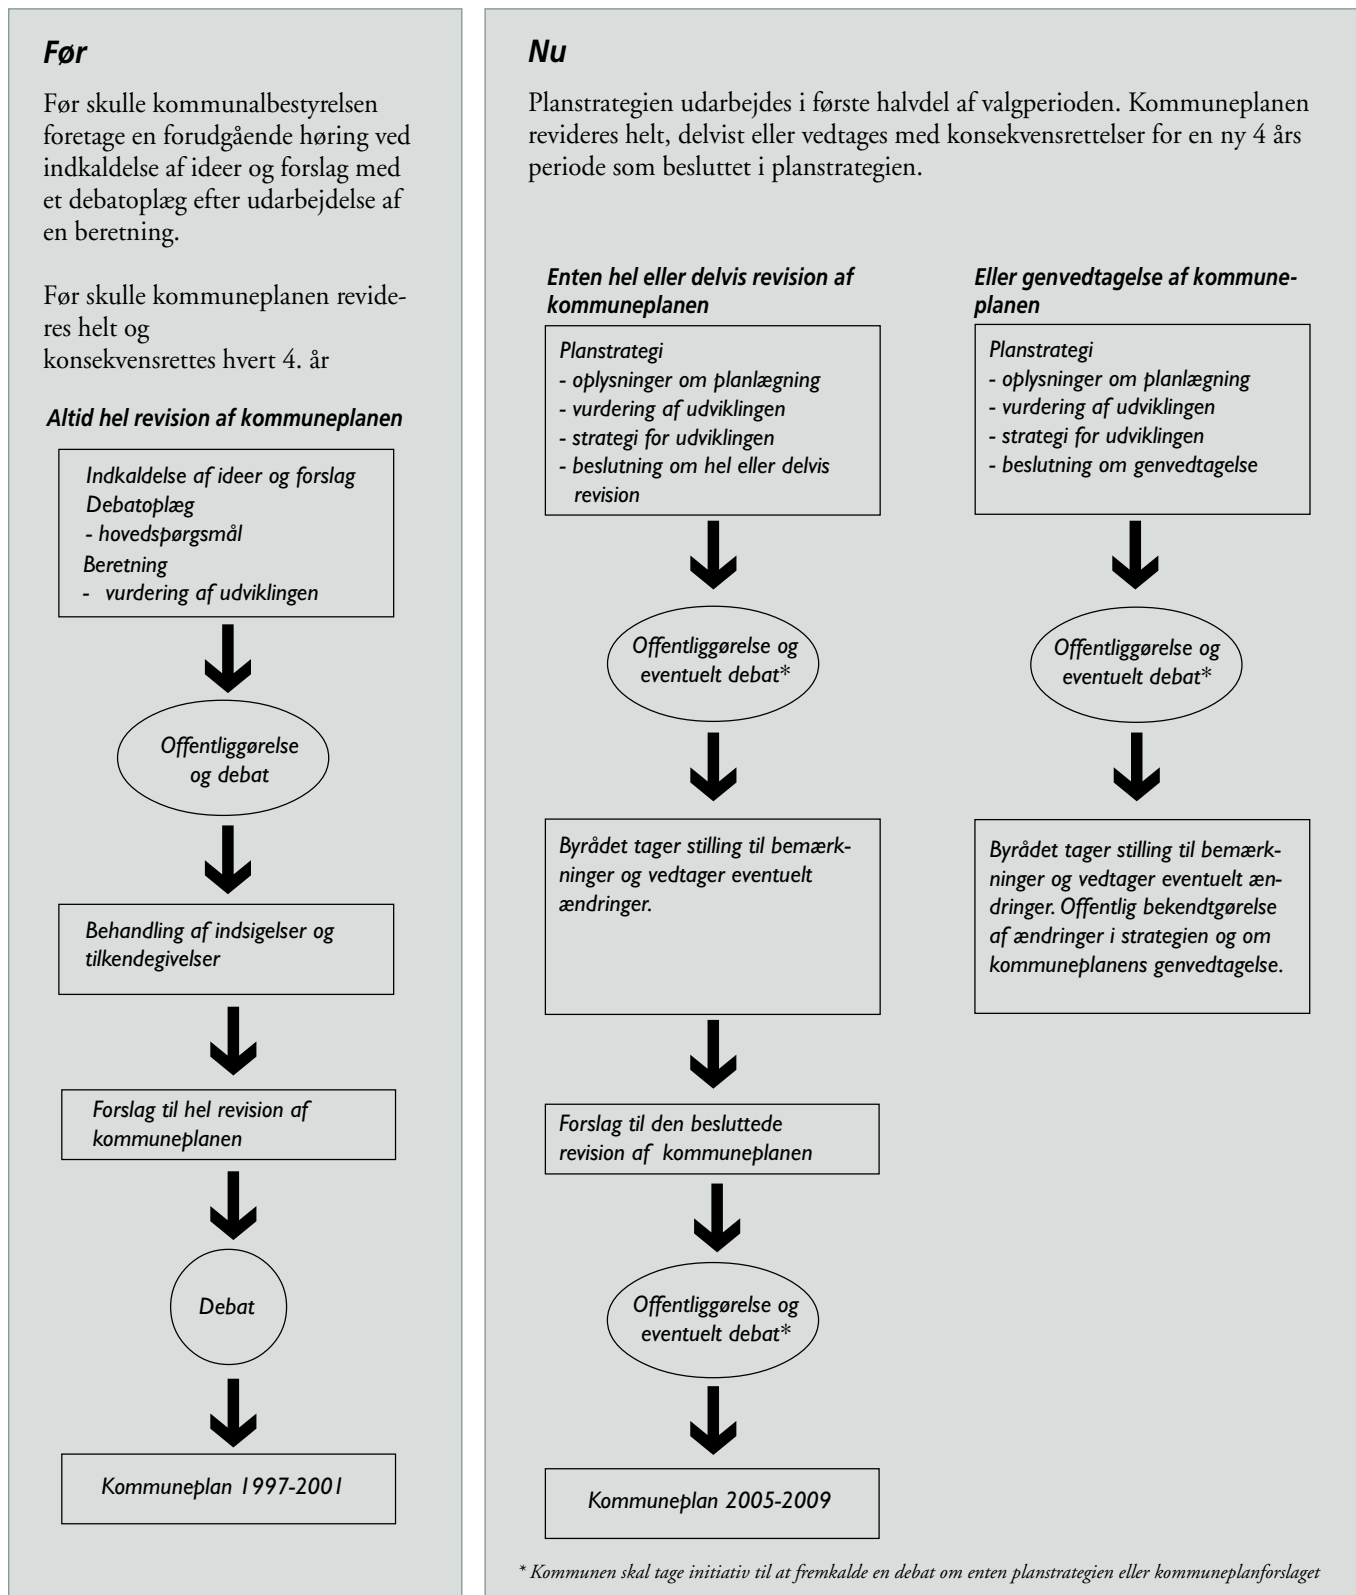 Før
Før skulle kommunalbestyrelsen
foretage en forudgående høring ved
indkaldelse af ideer og forslag med
et debatoplæg efter udarbejdelse af
en beretning.
Før skulle kommuneplanen revide-
res helt og
konsekvensrettes hvert 4. år
Altid hel revision af kommuneplanen
Indkaldelse af ideer og forslag
Debatoplæg
- hovedspørgsmål
Beretning
- vurdering af udviklingen
Offentliggørelse
og debat
Behandling af indsigelser og
tilkendegivelser
Forslag til hel revision af
kommuneplanen
Debat
Kommuneplan 1997-2001
Nu
Planstrategien udarbejdes i første halvdel af valgperioden. Kommuneplanen
revideres helt, delvist eller vedtages med konsekvensrettelser for en ny 4 års
periode som besluttet i planstrategien.
Enten hel eller delvis revision af
kommuneplanen
Planstrategi
- oplysninger om planlægning
- vurdering af udviklingen
- strategi for udviklingen
- beslutning om hel eller delvis
revision
Offentliggørelse og
eventuelt debat*
Byrådet tager stilling til bemærk-
ninger og vedtager eventuelt
ændringer.
Forslag til den besluttede
revision af kommuneplanen
Offentliggørelse og
eventuelt debat*
Kommuneplan 2005-2009
Eller genvedtagelse af kommune-
planen
Planstrategi
- oplysninger om planlægning
- vurdering af udviklingen
- strategi for udviklingen
- beslutning om genvedtagelse
Offentliggørelse og
eventuelt debat*
Byrådet tager stilling til bemærk-
ninger og vedtager eventuelt æn-
dringer. Offentlig bekendtgørelse
af ændringer i strategien og om
kommuneplanens genvedtagelse.
* Kommunen skal tage initiativ til at fremkalde en debat om enten planstrategien eller kommuneplanforslaget